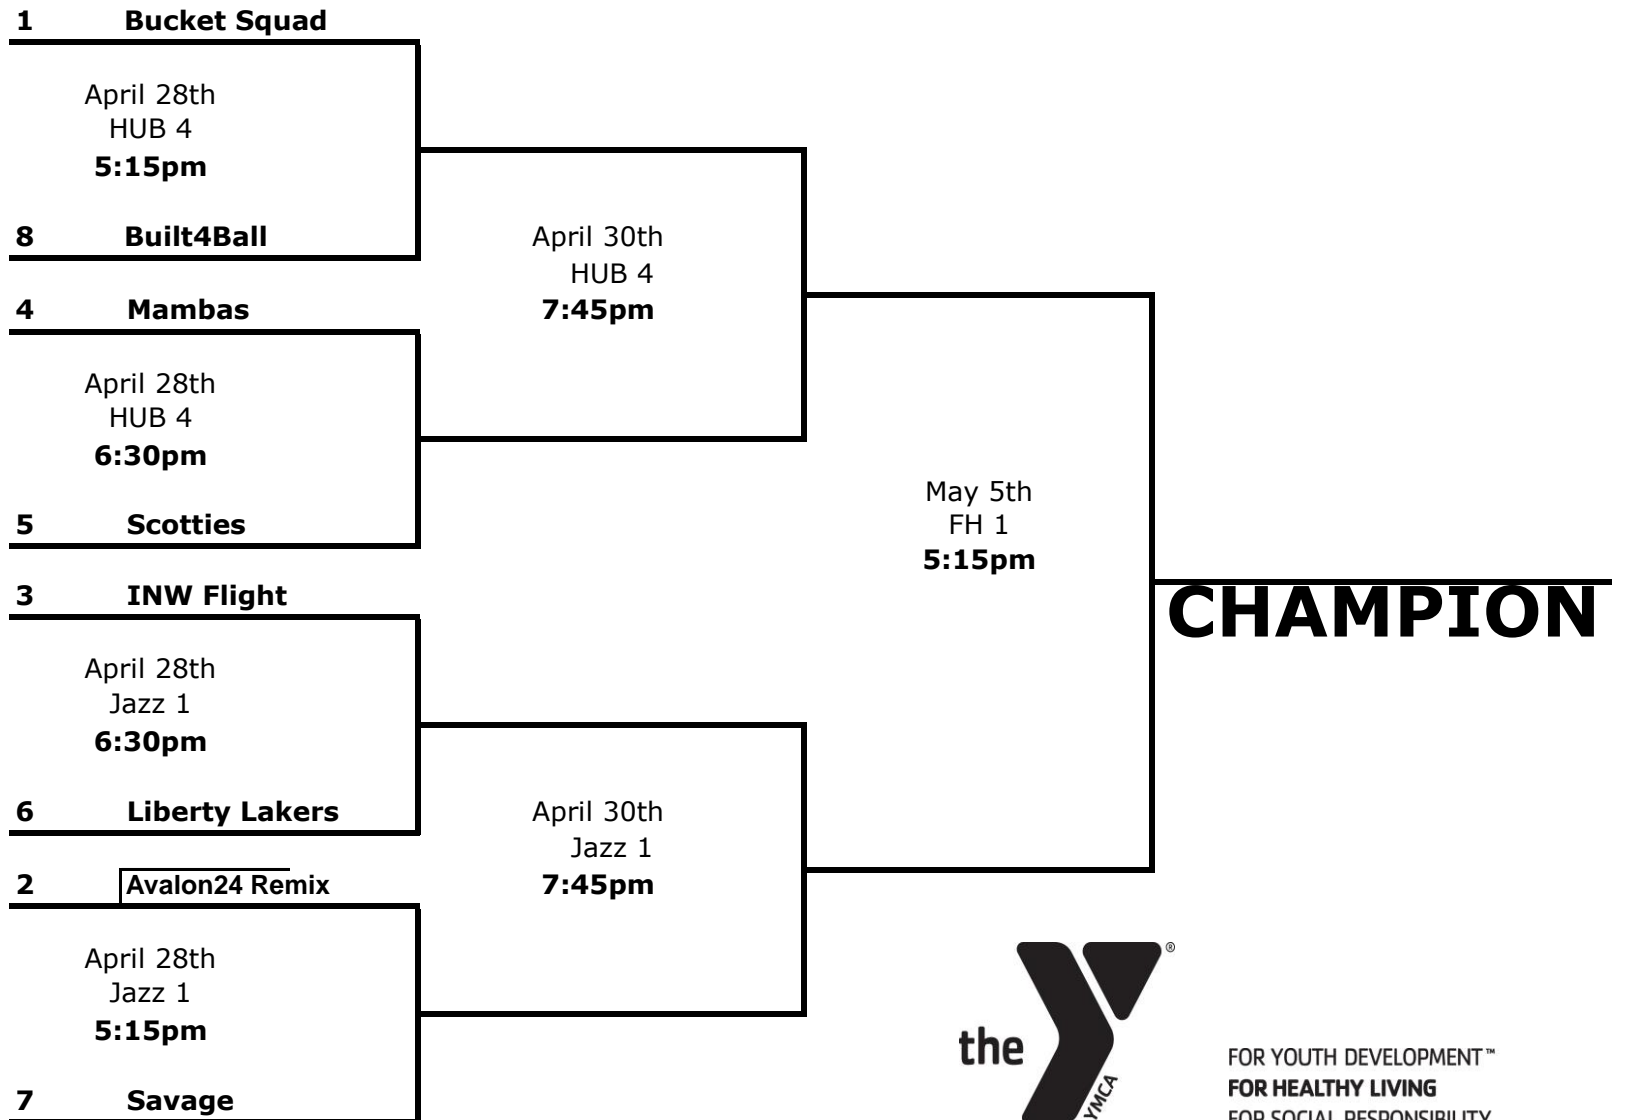 1 Bucket Squad
April 28th
HUB 4
5:15pm
8 Built4Ball
4 Mambas
April 28th
HUB 4
6:30pm
5 Scotties
3 INW Flight
April 28th
Jazz 1
6:30pm
6 Liberty Lakers
2 Avalon24 Remix
April 28th
Jazz 1
5:15pm
7 Savage
April 30th
HUB 4
7:45pm
April 30th
Jazz 1
7:45pm
May 5th
FH 1
5:15pm
CHAMPION
the Y ®
YMCA
FOR YOUTH DEVELOPMENT™
FOR HEALTHY LIVING
FOR SOCIAL RESPONSIBILITY